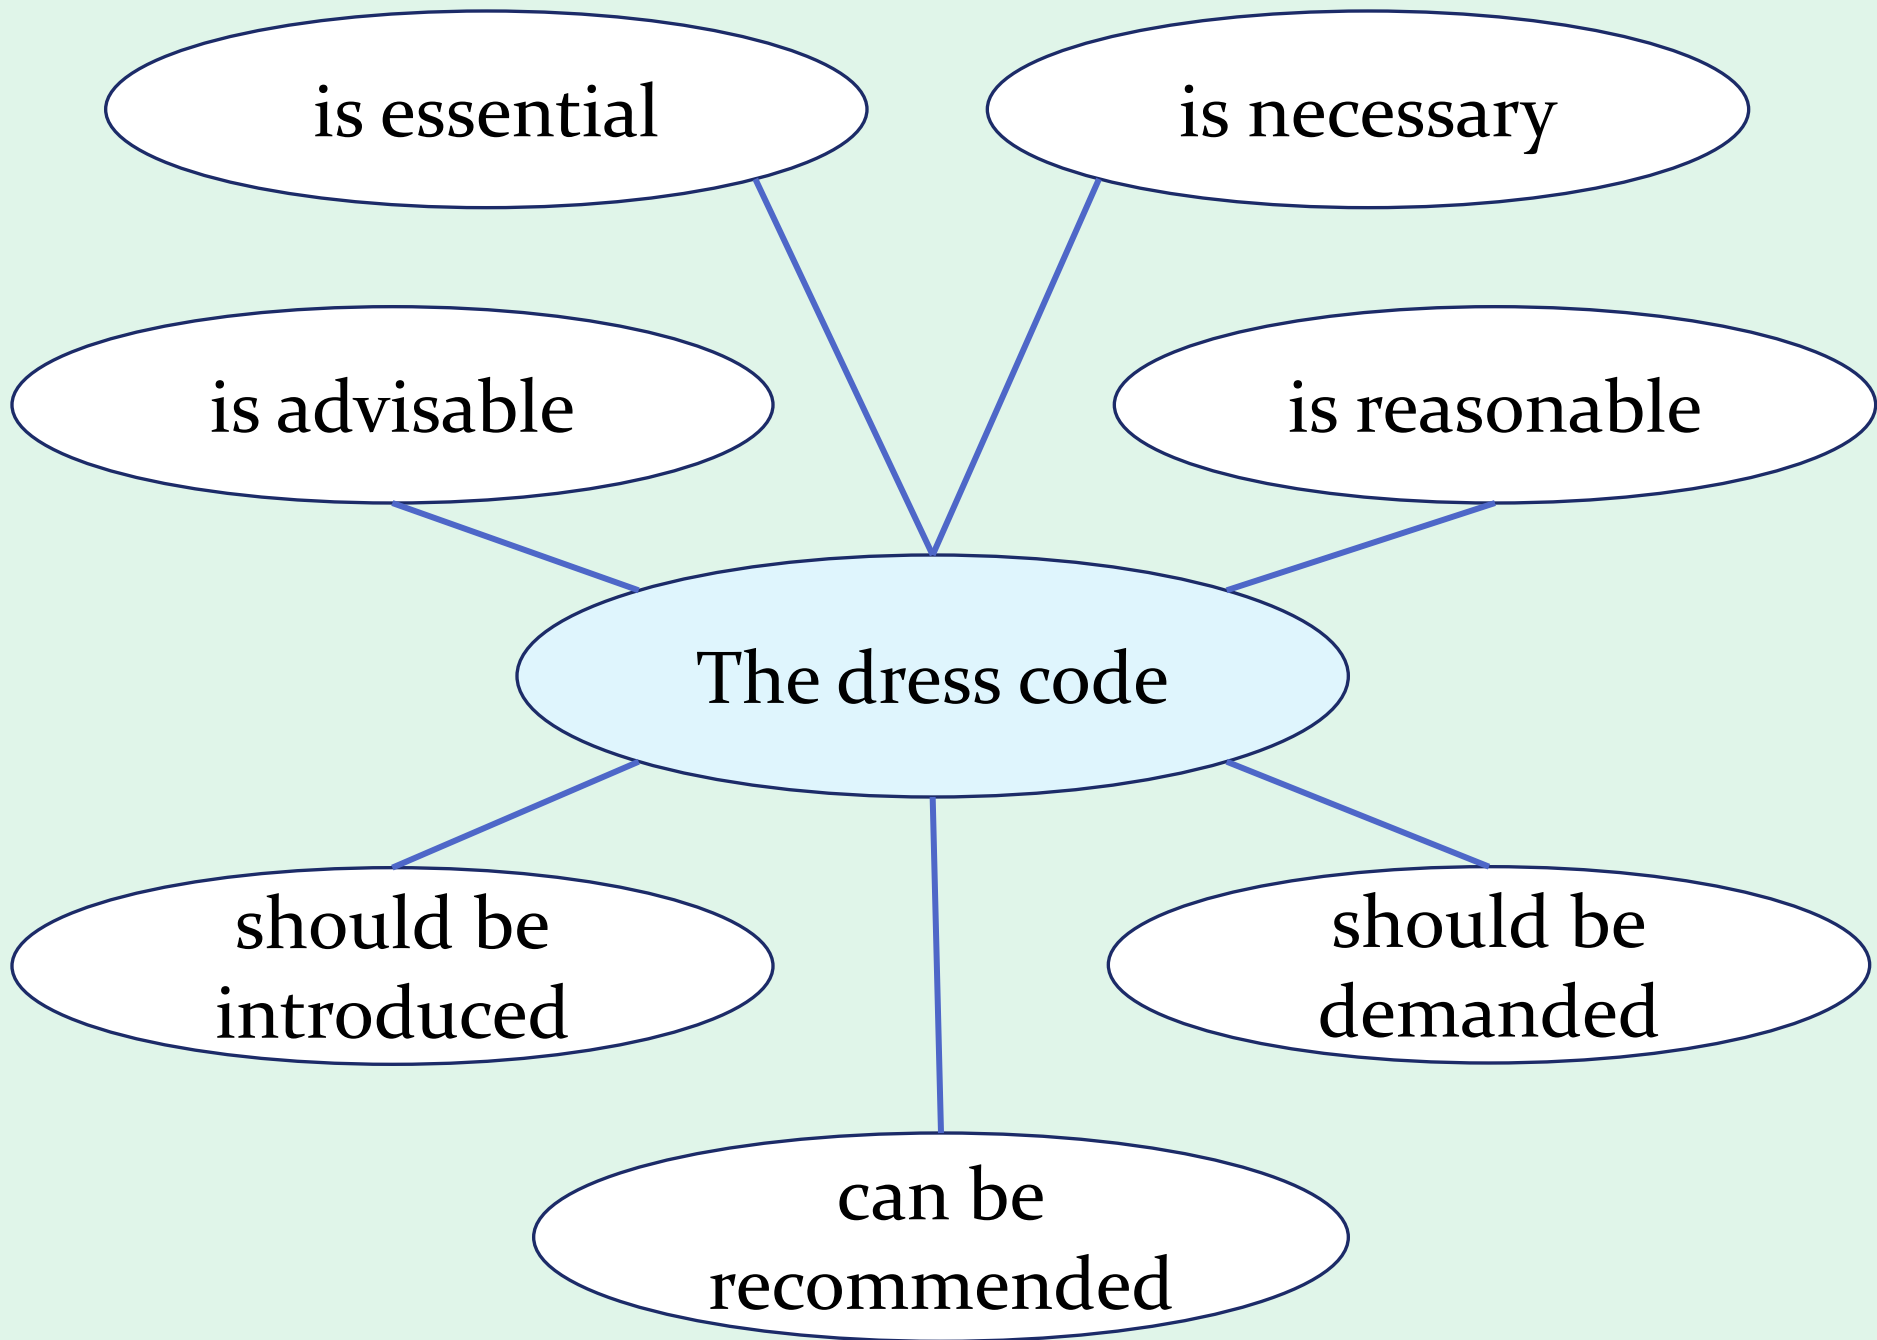 is essential
is necessary
is advisable
is reasonable
The dress code
should be
introduced
should be
demanded
can be
recommended